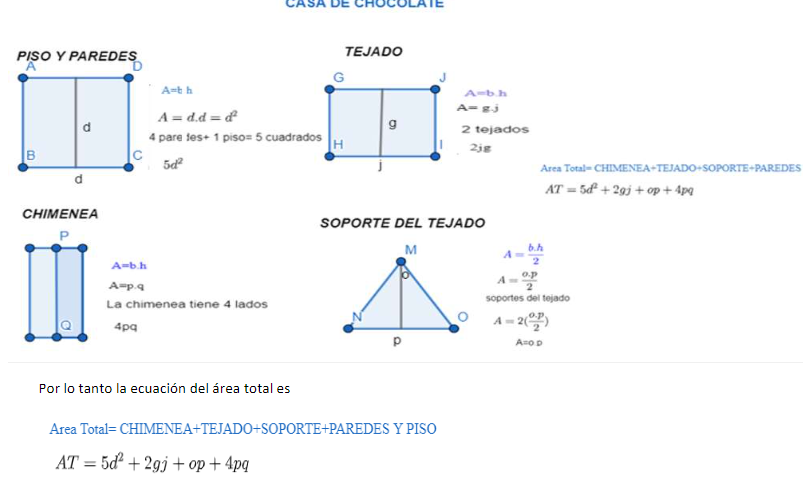 CASA DE CHOCOLATE
PISO Y PAREDES
A D
B C
d
d
A=b h
A = d.d = d²
4 paredes+ 1 piso= 5 cuadrados
5d²
TEJADO
G J
H I
g
j
A=b.h
A= g.j
2 tejados
2jg
Area Total= CHIMENEA+TEJADO+SOPORTE+PAREDES
AT = 5d² + 2gj + op + 4pq
CHIMENEA
P
Q
A=b.h
A=p.q
La chimenea tiene 4 lados
4pq
SOPORTE DEL TEJADO
M
o
N O
p
A = b.h/2
A = o.p/2
soportes del tejado
A = 2(o.p/2)
A=o.p
Por lo tanto la ecuación del área total es
Area Total= CHIMENEA+TEJADO+SOPORTE+PAREDES Y PISO
AT = 5d² + 2gj + op + 4pq